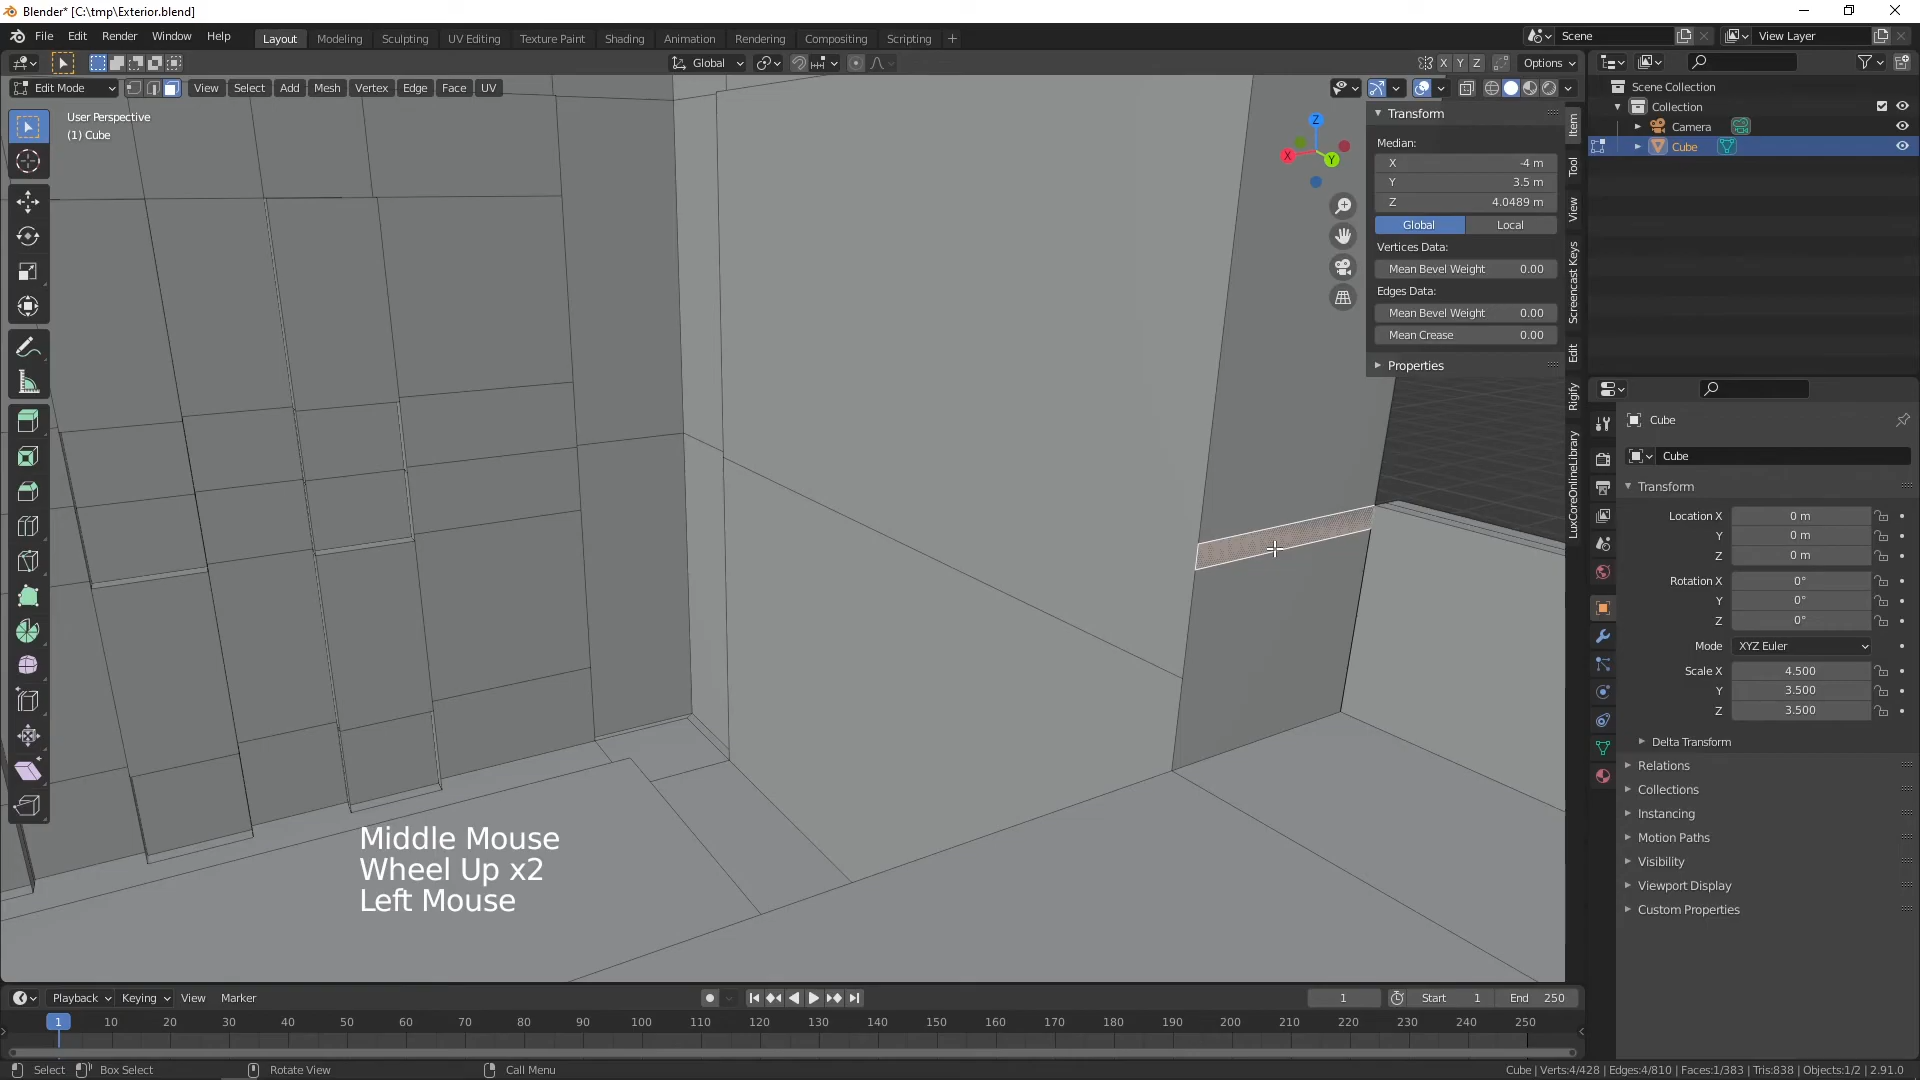 Blender* [C:\tmp\Exterior.blend]
File Edit Render Window Help Layout Modeling Sculpting UV Editing Texture Paint Shading Animation Rendering Compositing Scripting + Scene View Layer
Global X Y Z Options
Edit Mode View Select Add Mesh Vertex Edge Face UV
User Perspective
(1) Cube
Z
X
Y
Transform
Median:
X -4 m
Y 3.5 m
Z 4.0489 m
Global Local
Vertices Data:
Mean Bevel Weight 0.00
Edges Data:
Mean Bevel Weight 0.00
Mean Crease 0.00
Properties
Item
Tool
View
Screencast Keys
Edit
Rigify
LuxCoreOnlineLibrary
Scene Collection
Collection
Camera
Cube
Cube
Cube
Transform
Location X 0 m
Y 0 m
Z 0 m
Rotation X 0°
Y 0°
Z 0°
Mode XYZ Euler
Scale X 4.500
Y 3.500
Z 3.500
Delta Transform
Relations
Collections
Instancing
Motion Paths
Visibility
Viewport Display
Custom Properties
Middle Mouse
Wheel Up x2
Left Mouse
Playback Keying View Marker 1 Start 1 End 250
1 10 20 30 40 50 60 70 80 90 100 110 120 130 140 150 160 170 180 190 200 210 220 230 240 250
Select Box Select Rotate View Call Menu Cube | Verts:4/428 | Edges:4/810 | Faces:1/383 | Tris:838 | Objects:1/2 | 2.91.0